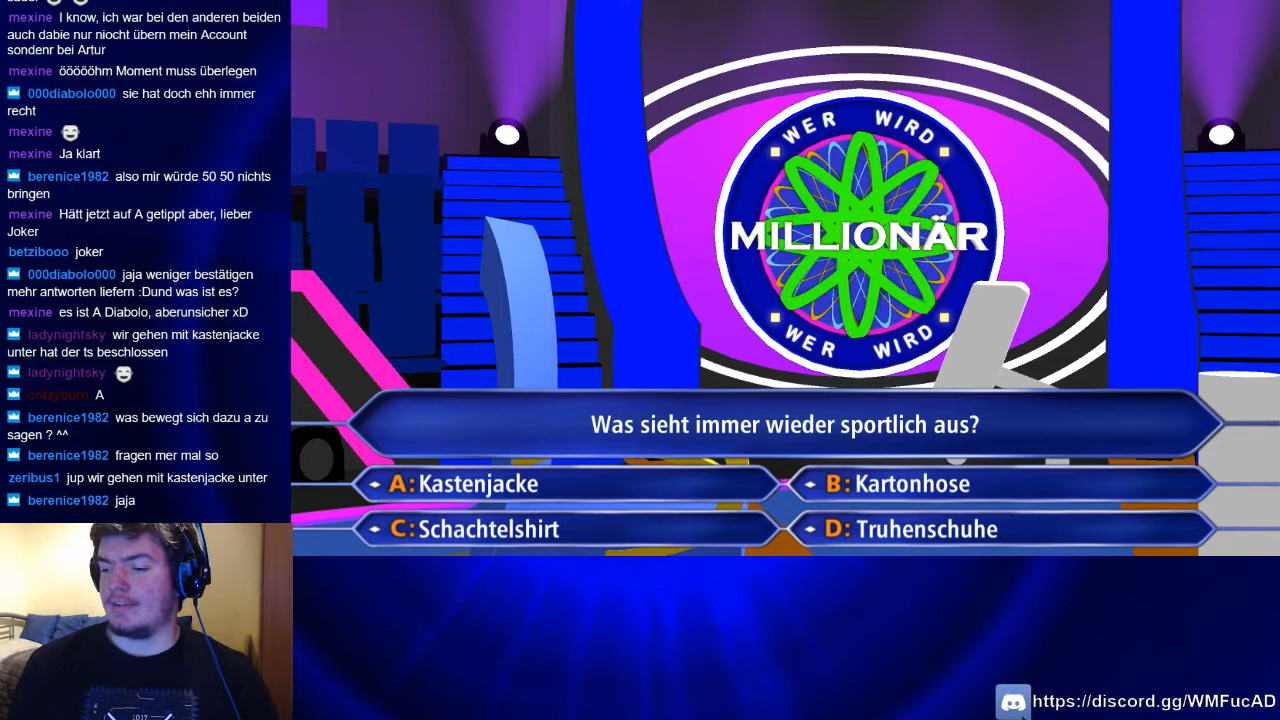 mexine I know, ich war bei den anderen beiden
auch dabie nur niocht übern mein Account
sondenr bei Artur
mexine öööööhm Moment muss überlegen
000diabolo000 sie hat doch ehh immer
recht
mexine
mexine Ja klart
berenice1982 also mir würde 50 50 nichts
bringen
mexine Hätt jetzt auf A getippt aber, lieber
Joker
betzibooo joker
000diabolo000 jaja weniger bestätigen
mehr antworten liefern :Dund was ist es?
mexine es ist A Diabolo, aberunsicher xD
ladynightsky wir gehen mit kastenjacke
unter hat der ts beschlossen
ladynightsky
cr4zyburn A
berenice1982 was bewegt sich dazu a zu
sagen ? ^^
berenice1982 fragen mer mal so
zeribus1 jup wir gehen mit kastenjacke unter
berenice1982 jaja
WER WIRD
MILLIONÄR
WER WIRD
Was sieht immer wieder sportlich aus?
A: Kastenjacke
B: Kartonhose
C: Schachtelshirt
D: Truhenschuhe
2017
https://discord.gg/WMFucAD